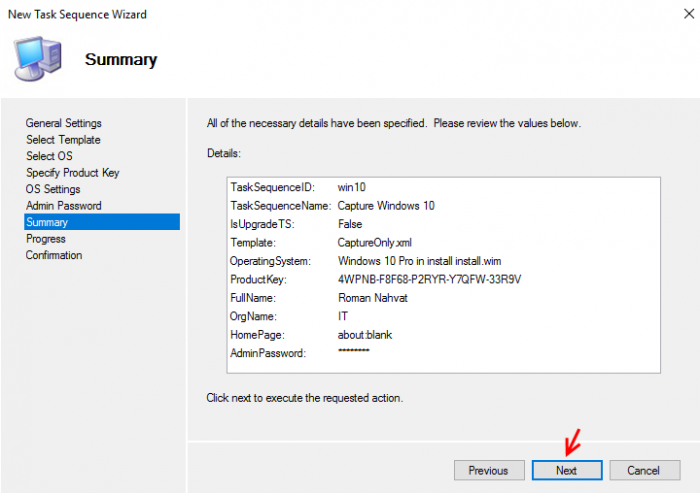 New Task Sequence Wizard
Summary
General Settings
Select Template
Select OS
Specify Product Key
OS Settings
Admin Password
Summary
Progress
Confirmation
All of the necessary details have been specified.  Please review the values below.
Details:
TaskSequenceID: win10
TaskSequenceName: Capture Windows 10
IsUpgradeTS: False
Template: CaptureOnly.xml
OperatingSystem: Windows 10 Pro in install install.wim
ProductKey: 4WPNB-F8F68-P2RYR-Y7QFW-33R9V
FullName: Roman Nahvat
OrgName: IT
HomePage: about:blank
AdminPassword: ********
Click next to execute the requested action.
Previous Next Cancel